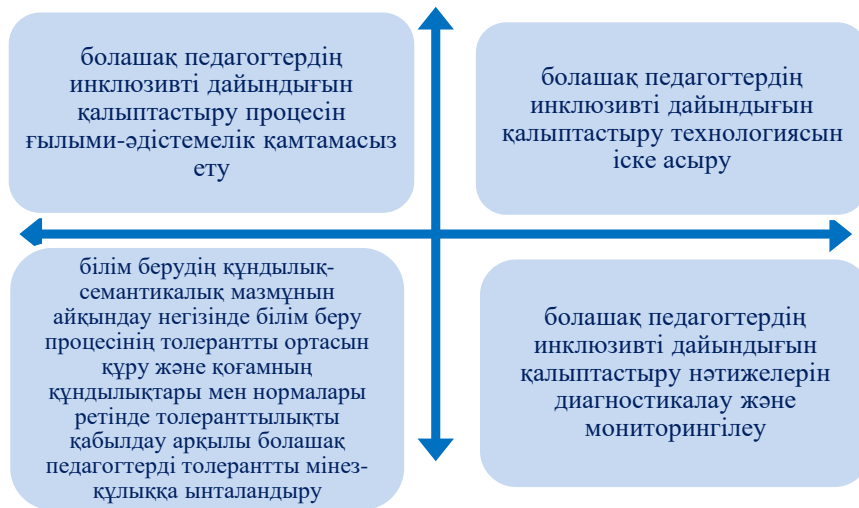 болашақ педагогтердің
инклюзивті дайындығын
қалыптастыру процесін
ғылыми-әдістемелік қамтамасыз
ету
болашақ педагогтердің
инклюзивті дайындығын
қалыптастыру технологиясын
іске асыру
білім берудің құндылық-
семантикалық мазмұнын
айқындау негізінде білім беру
процесінің толерантты ортасын
құру және қоғамның
құндылықтары мен нормалары
ретінде толеранттылықты
қабылдау арқылы болашақ
педагогтерді толерантты мінез-
құлыққа ынталандыру
болашақ педагогтердің
инклюзивті дайындығын
қалыптастыру нәтижелерін
диагностикалау және
мониторингілеу